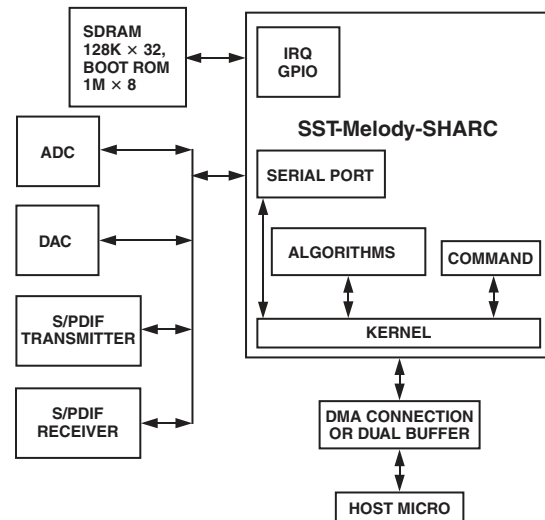 SDRAM
128K × 32,
BOOT ROM
1M × 8
IRQ
GPIO
SST-Melody-SHARC
ADC
SERIAL PORT
DAC
ALGORITHMS
COMMAND
S/PDIF
TRANSMITTER
KERNEL
S/PDIF
RECEIVER
DMA CONNECTION
OR DUAL BUFFER
HOST MICRO